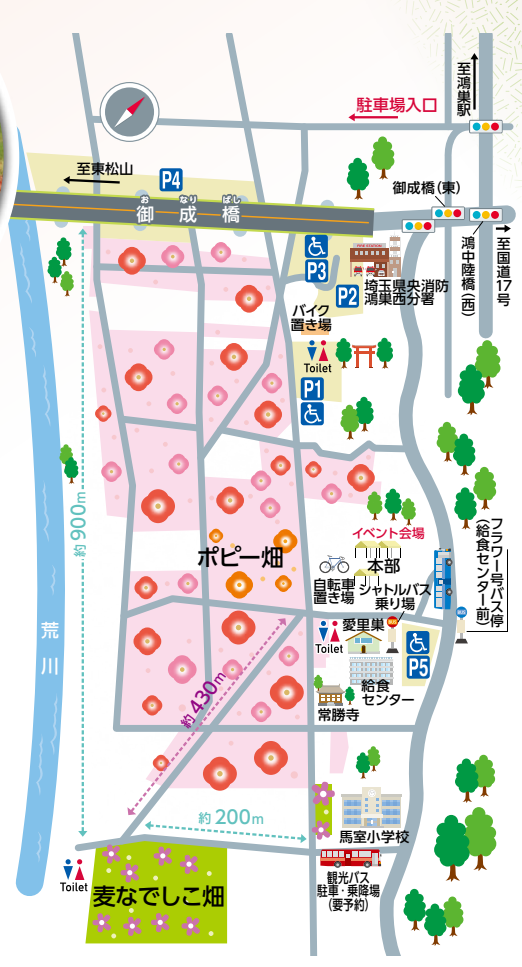 至鴻巣駅
駐車場入口
至東松山
P4
御成橋
おなりばし
御成橋(東)
鴻中陸橋(西)
至国道17号
P3
P2
埼玉県央消防
鴻巣西分署
FIRE STATION
バイク
置き場
Toilet
P1
約900m
荒川
ポピー畑
イベント会場
本部
自転車
置き場
シャトルバス
乗り場
フラワー号バス停
(給食センター前)
Toilet
愛里巣
P5
給食
センター
常勝寺
約430m
約200m
馬室小学校
Toilet
麦なでしこ畑
観光バス
駐車・乗降場
(要予約)